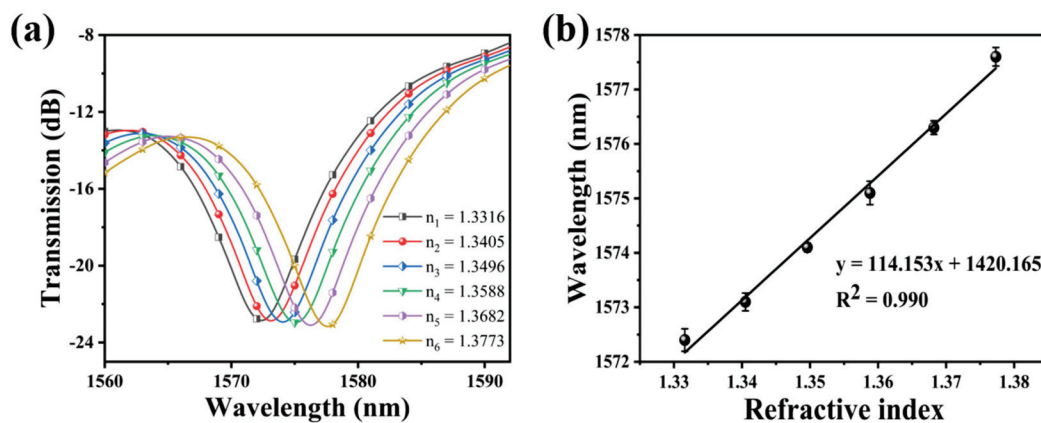 (a)
-8
-12
-16
-20
-24
Transmission (dB)
n1 = 1.3316
n2 = 1.3405
n3 = 1.3496
n4 = 1.3588
n5 = 1.3682
n6 = 1.3773
1560 1570 1580 1590
Wavelength (nm)
(b)
1578
1577
1576
1575
1574
1573
1572
Wavelength (nm)
y = 114.153x + 1420.165
R² = 0.990
1.33 1.34 1.35 1.36 1.37 1.38
Refractive index